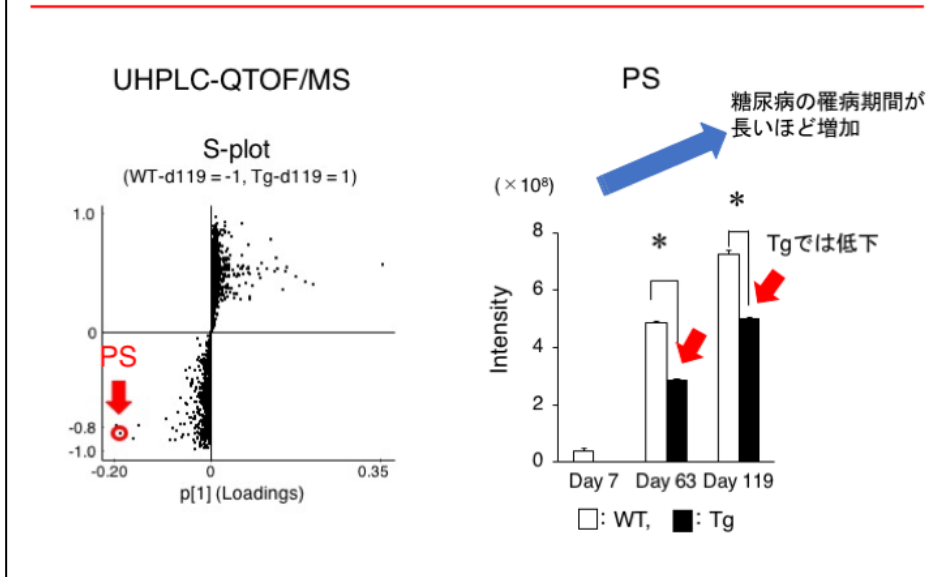 UHPLC-QTOF/MS
S-plot
(WT-d119 = -1, Tg-d119 = 1)
1.0
0
PS
-0.8
-1.0
-0.20
0
0.35
p[1] (Loadings)
PS
糖尿病の罹病期間が
長いほど増加
(×10⁸)
*
*
Tgでは低下
8
6
4
2
0
Intensity
Day 7 Day 63 Day 119
□: WT, ■: Tg